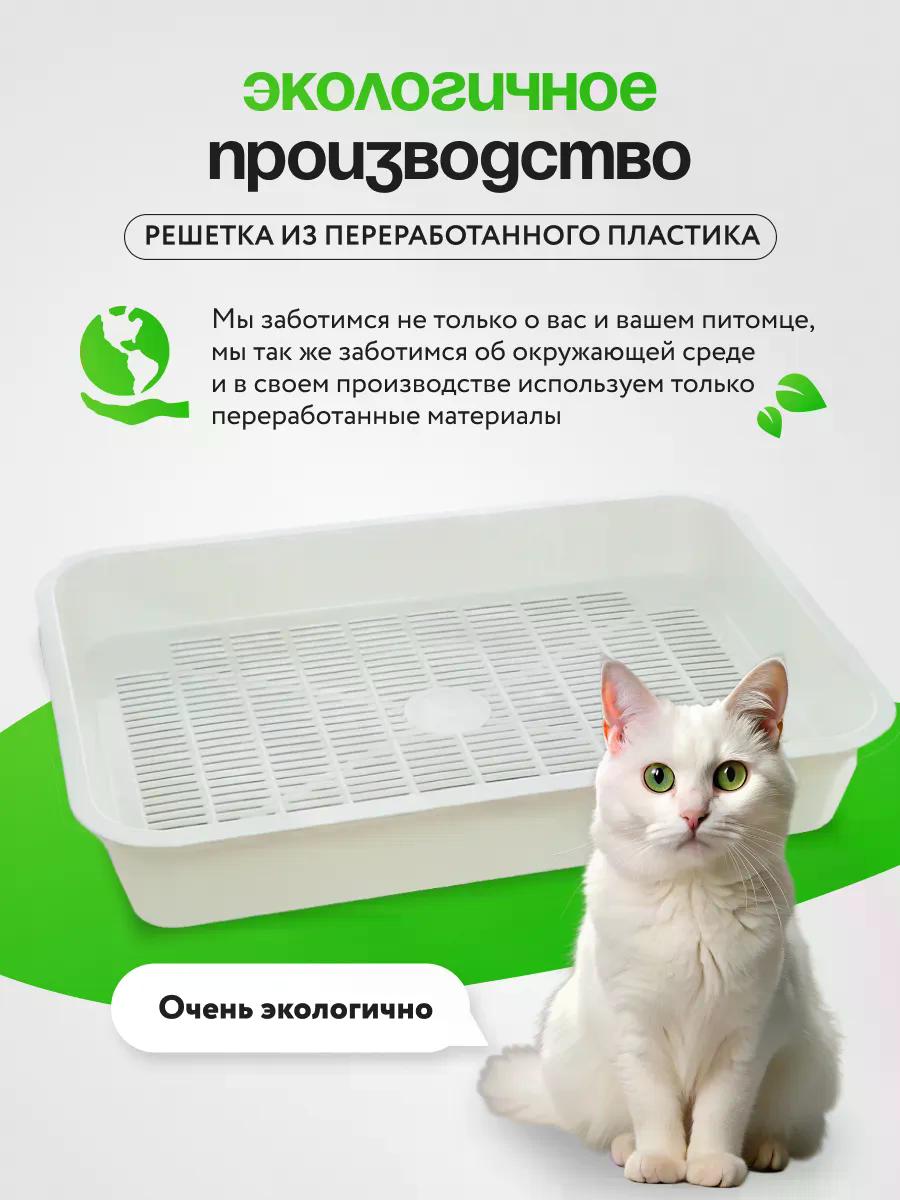 экологичное
производство
РЕШЕТКА ИЗ ПЕРЕРАБОТАННОГО ПЛАСТИКА
Мы заботимся не только о вас и вашем питомце,
мы так же заботимся об окружающей среде
и в своем производстве используем только
переработанные материалы
Очень экологично